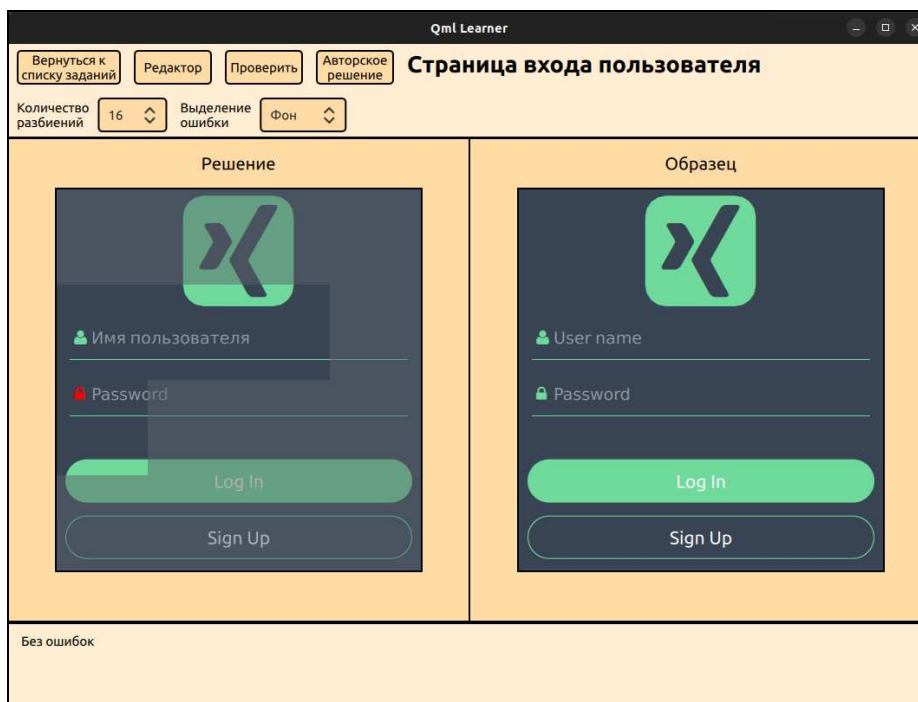 Qml Learner
Вернуться к
списку заданий
Редактор
Проверить
Авторское
решение
Страница входа пользователя
Количество
разбиений
16
Выделение
ошибки
Фон
Решение
Имя пользователя
Password
Log In
Sign Up
Образец
User name
Password
Log In
Sign Up
Без ошибок